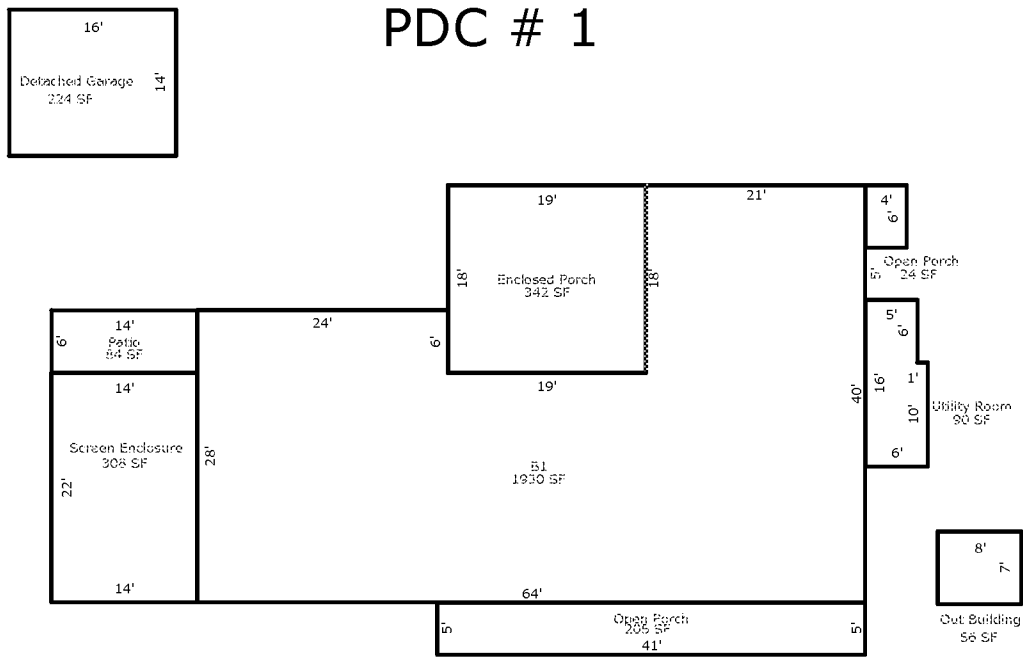 PDC # 1
16'
Detached Garage
224 SF
14'
19'
21'
4'
6'
Enclosed Porch
342 SF
18'
18'
Open Porch
24 SF
5'
14'
6'
Patio
84 SF
24'
6'
5'
6'
14'
19'
16'
1'
40'
10'
Utility Room
90 SF
6'
Screen Enclosure
308 SF
28'
22'
B1
1930 SF
8'
7'
14'
64'
Open Porch
205 SF
5'
5'
41'
Out Building
56 SF